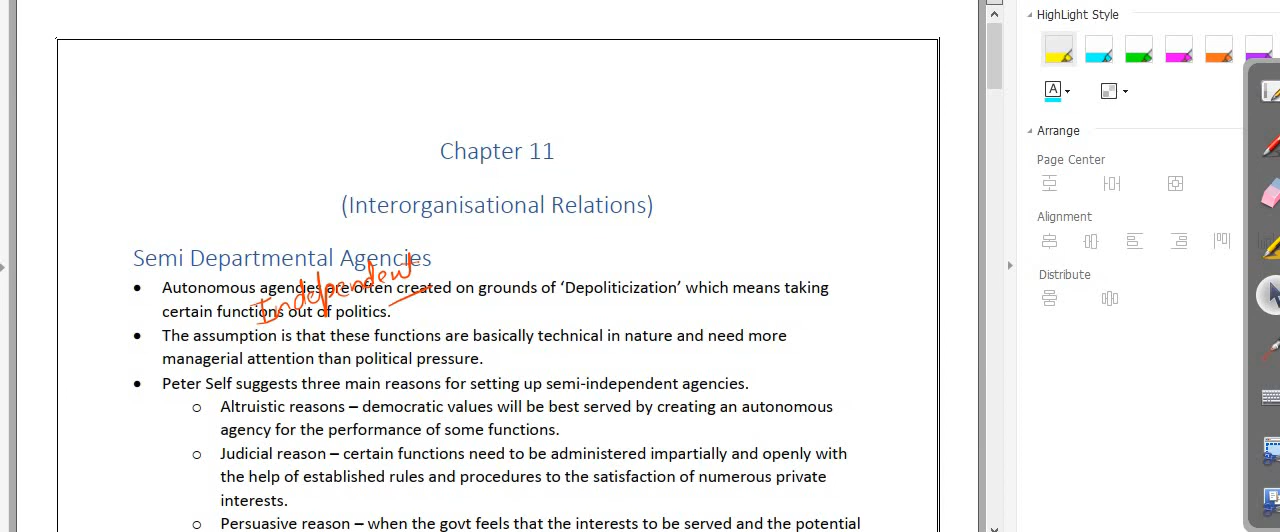 Chapter 11
(Interorganisational Relations)
Semi Departmental Agencies
Independent
• Autonomous agencies are often created on grounds of ‘Depoliticization’ which means taking
certain functions out of politics.
• The assumption is that these functions are basically technical in nature and need more
managerial attention than political pressure.
• Peter Self suggests three main reasons for setting up semi-independent agencies.
o Altruistic reasons – democratic values will be best served by creating an autonomous
agency for the performance of some functions.
o Judicial reason – certain functions need to be administered impartially and openly with
the help of established rules and procedures to the satisfaction of numerous private
interests.
o Persuasive reason – when the govt feels that the interests to be served and the potential
HighLight Style
A
Arrange
Page Center
Alignment
Distribute